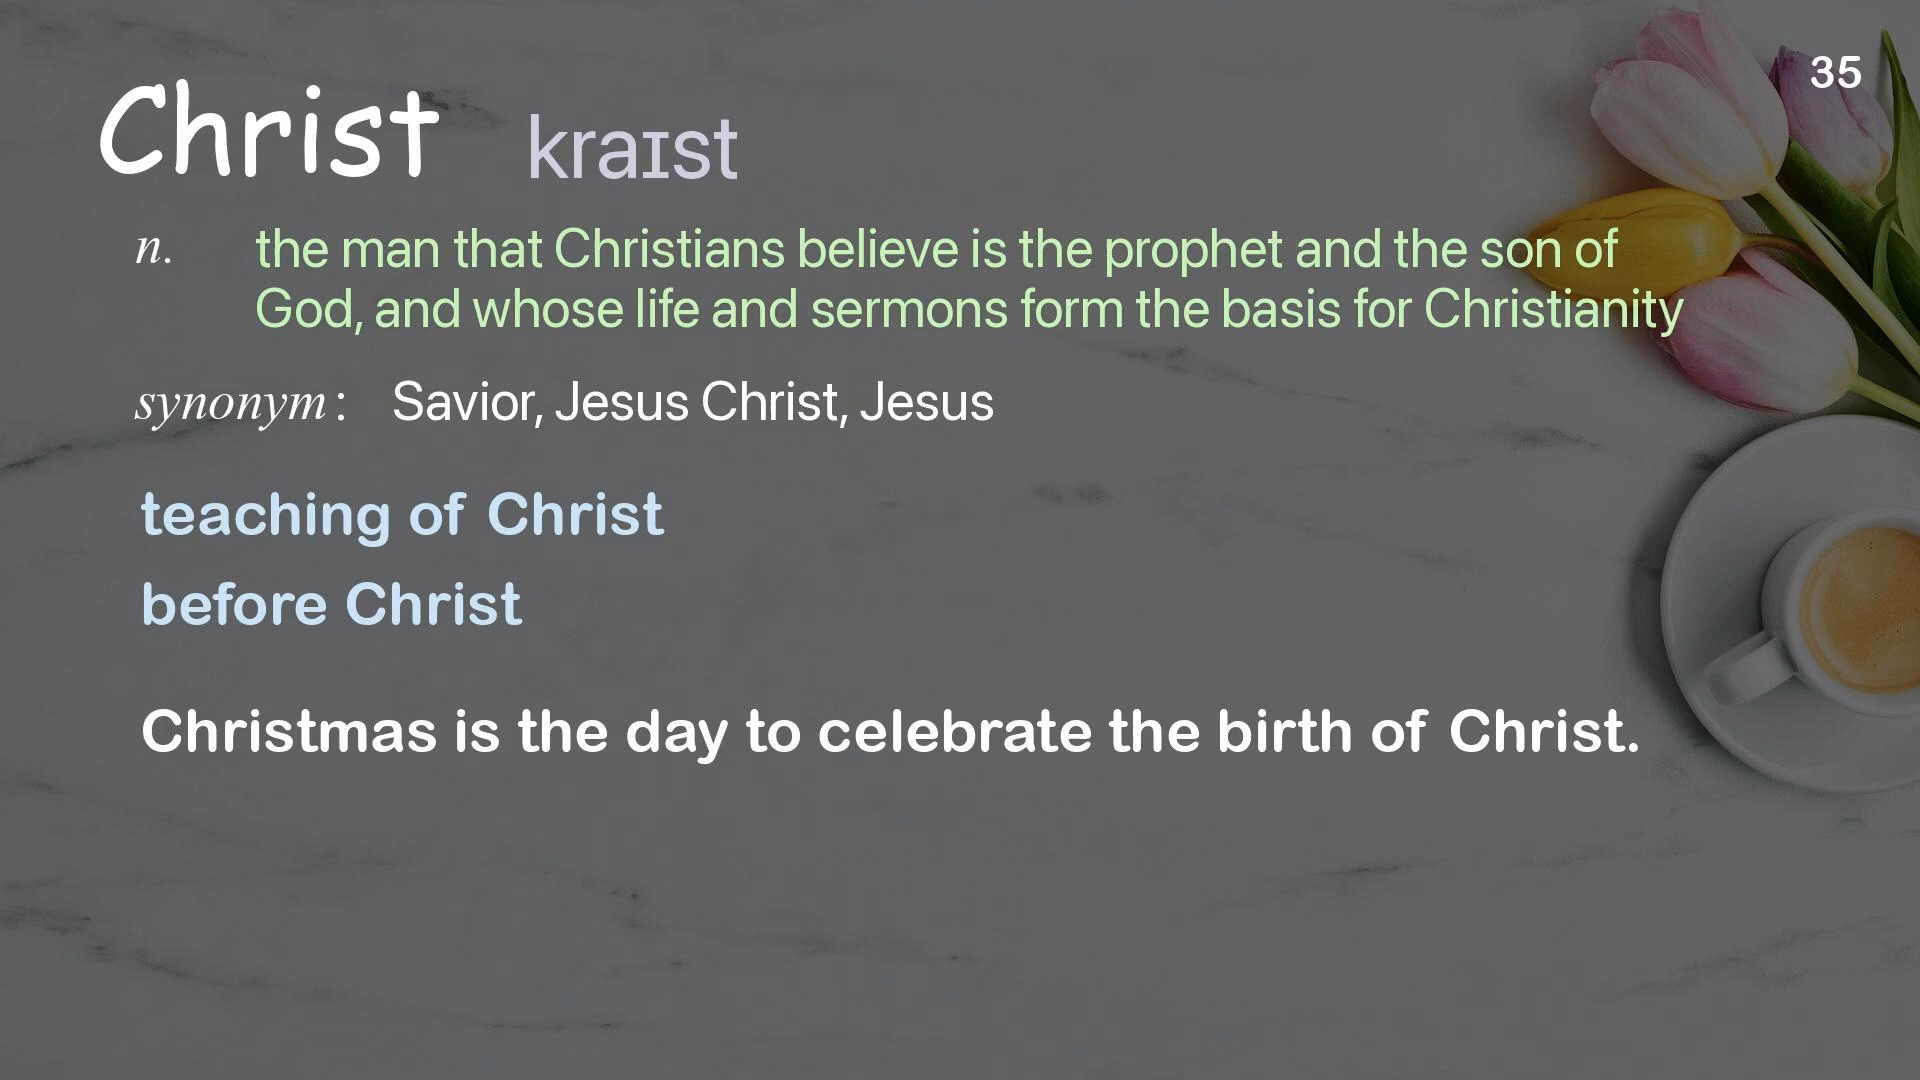 35
Christ kraɪst
n. the man that Christians believe is the prophet and the son of
God, and whose life and sermons form the basis for Christianity
synonym: Savior, Jesus Christ, Jesus
teaching of Christ
before Christ
Christmas is the day to celebrate the birth of Christ.